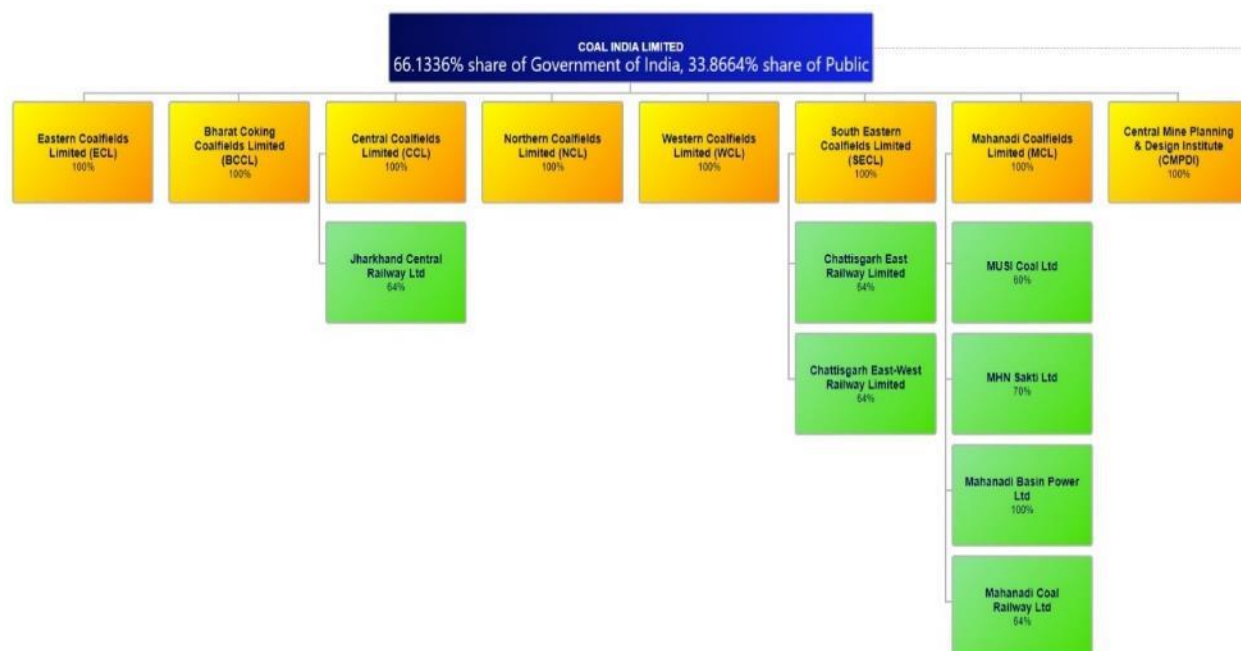 COAL INDIA LIMITED
66.1336% share of Government of India, 33.8664% share of Public
Eastern Coalfields
Limited (ECL)
100%
Bharat Coking
Coalfields Limited
(BCCL)
100%
Central Coalfields
Limited (CCL)
100%
Northern Coalfields
Limited (NCL)
100%
Western Coalfields
Limited (WCL)
100%
South Eastern
Coalfields Limited
(SECL)
100%
Mahanadi Coalfields
Limited (MCL)
100%
Central Mine Planning
& Design Institute
(CMPDI)
100%
Jharkhand Central
Railway Ltd
64%
Chattisgarh East
Railway Limited
64%
Chattisgarh East-West
Railway Limited
64%
MUSI Coal Ltd
60%
MHN Sakti Ltd
70%
Mahanadi Basin Power
Ltd
100%
Mahanadi Coal
Railway Ltd
64%